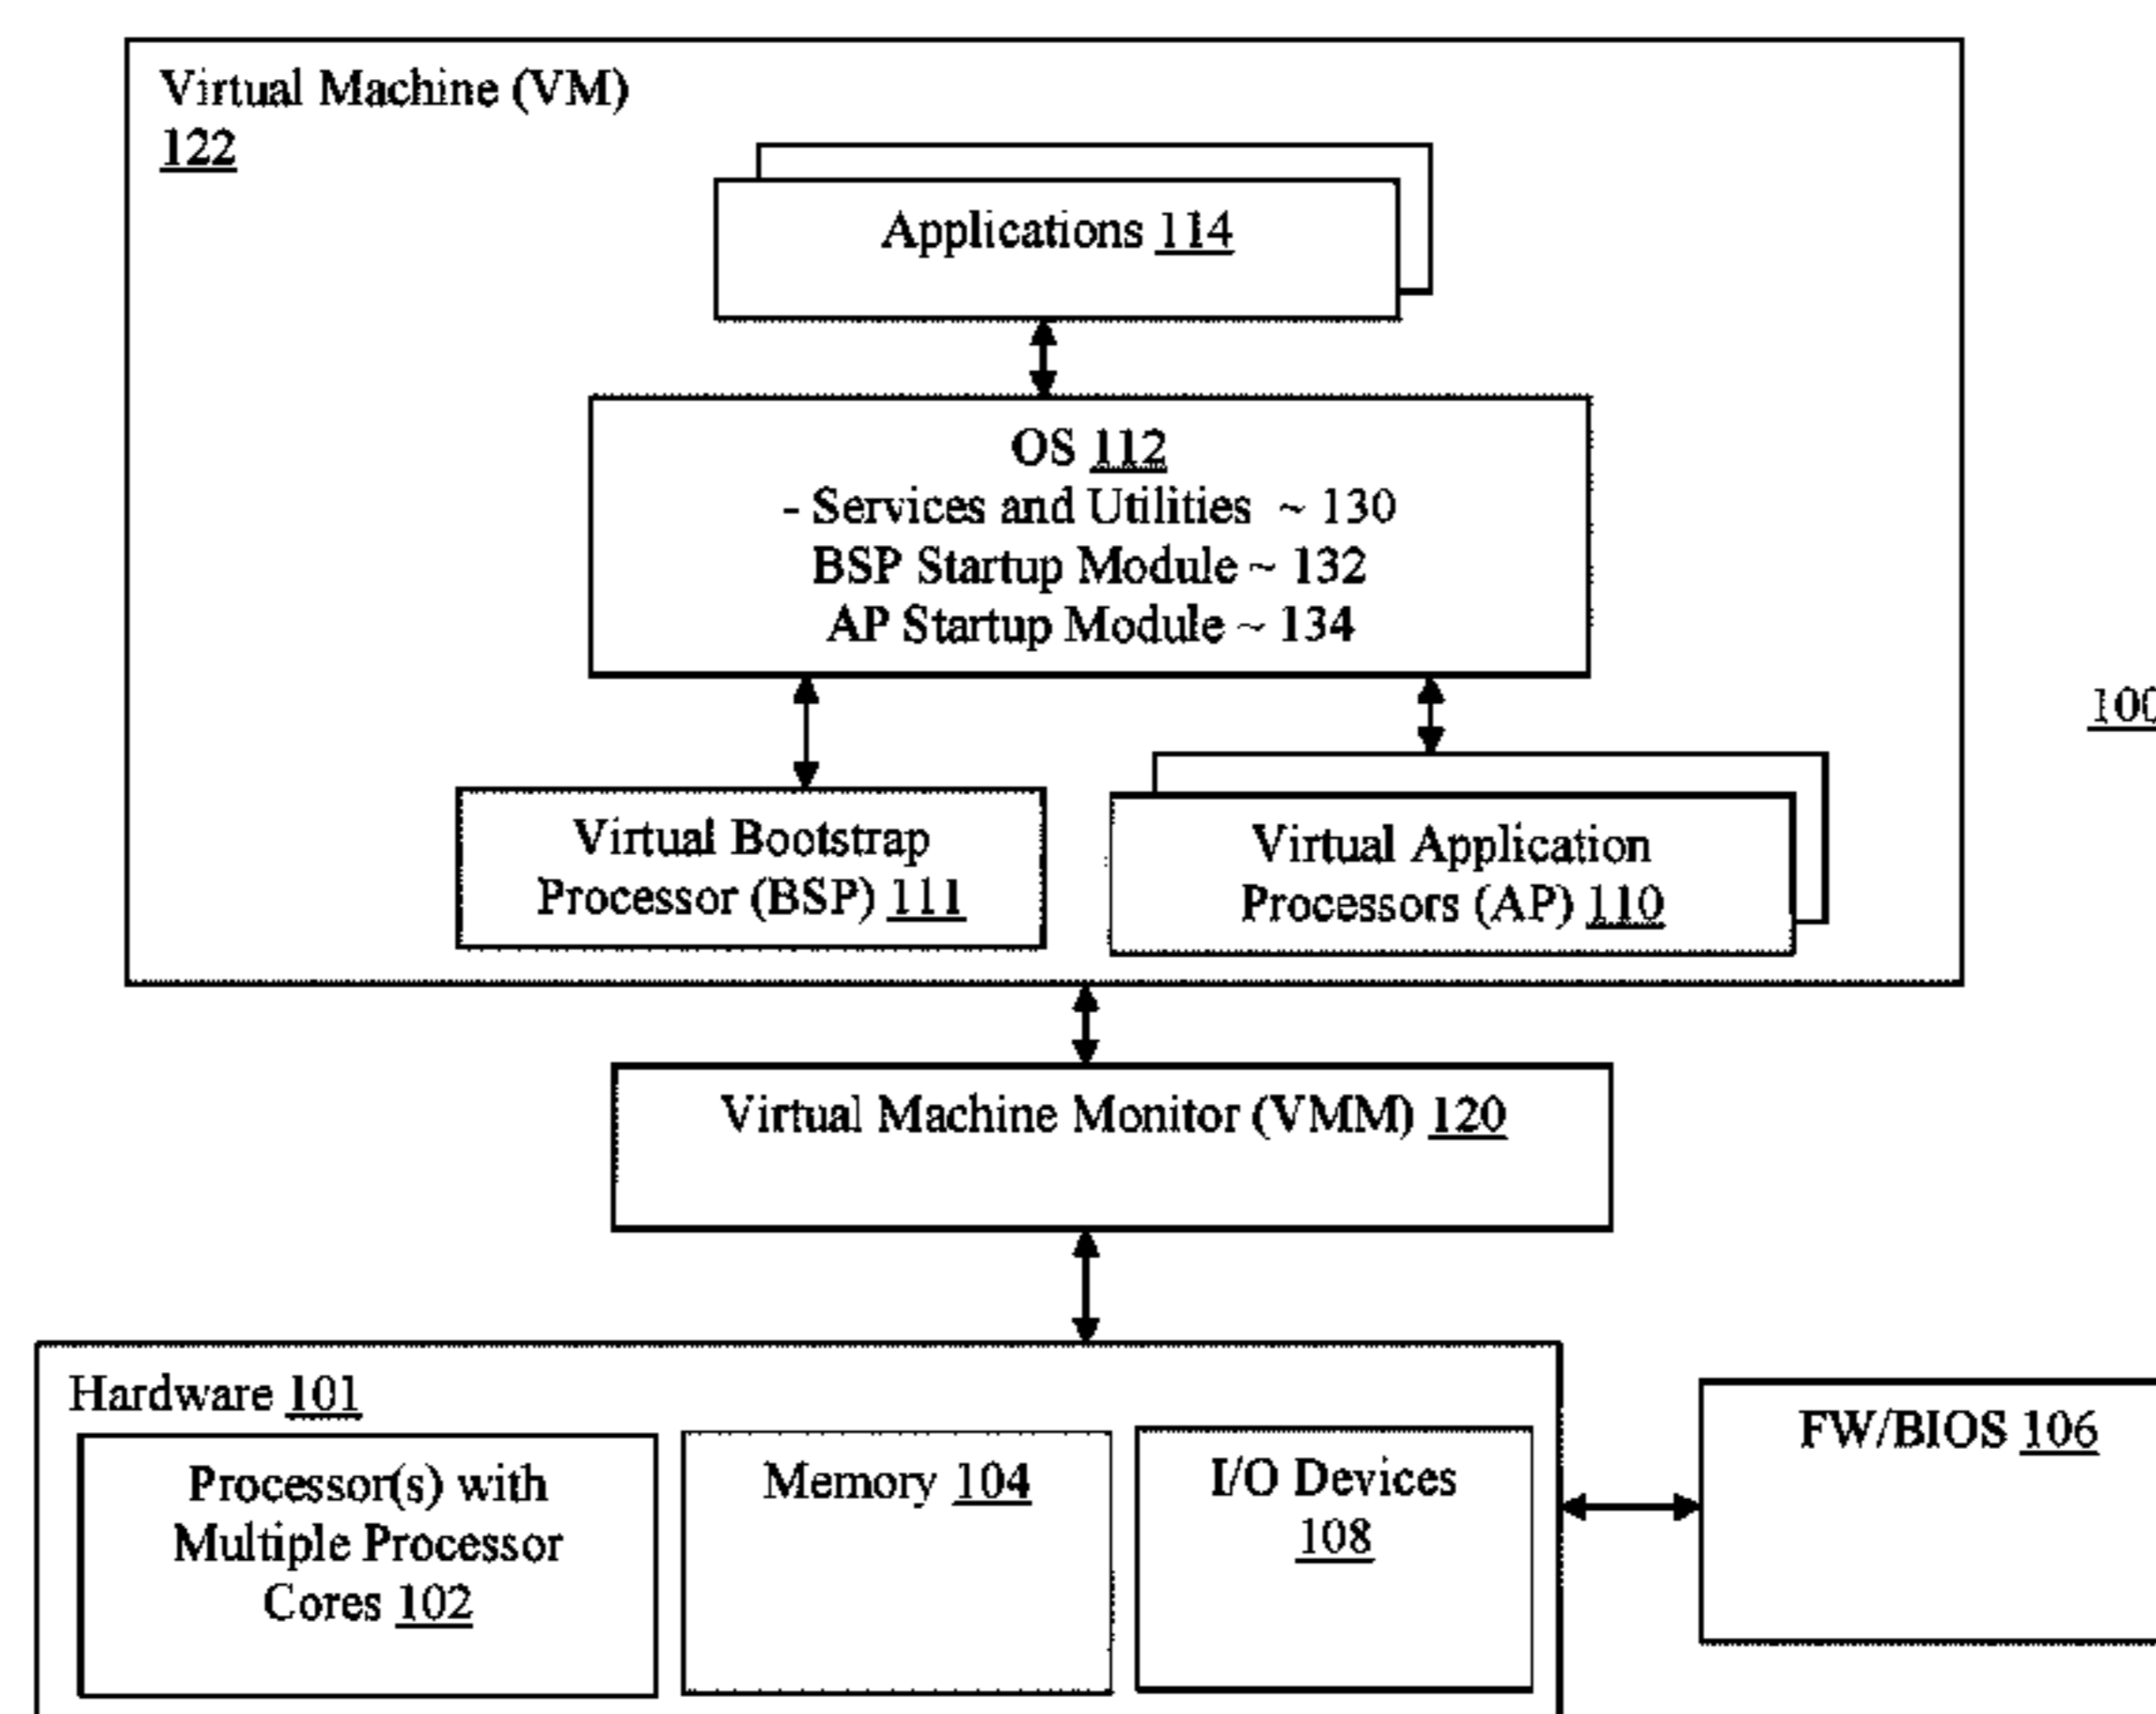 Virtual Machine (VM)
122
Applications 114
OS 112
- Services and Utilities ~ 130
BSP Startup Module ~ 132
AP Startup Module ~ 134
100
Virtual Bootstrap
Processor (BSP) 111
Virtual Application
Processors (AP) 110
Virtual Machine Monitor (VMM) 120
Hardware 101
Processor(s) with
Multiple Processor
Cores 102
Memory 104
I/O Devices
108
FW/BIOS 106